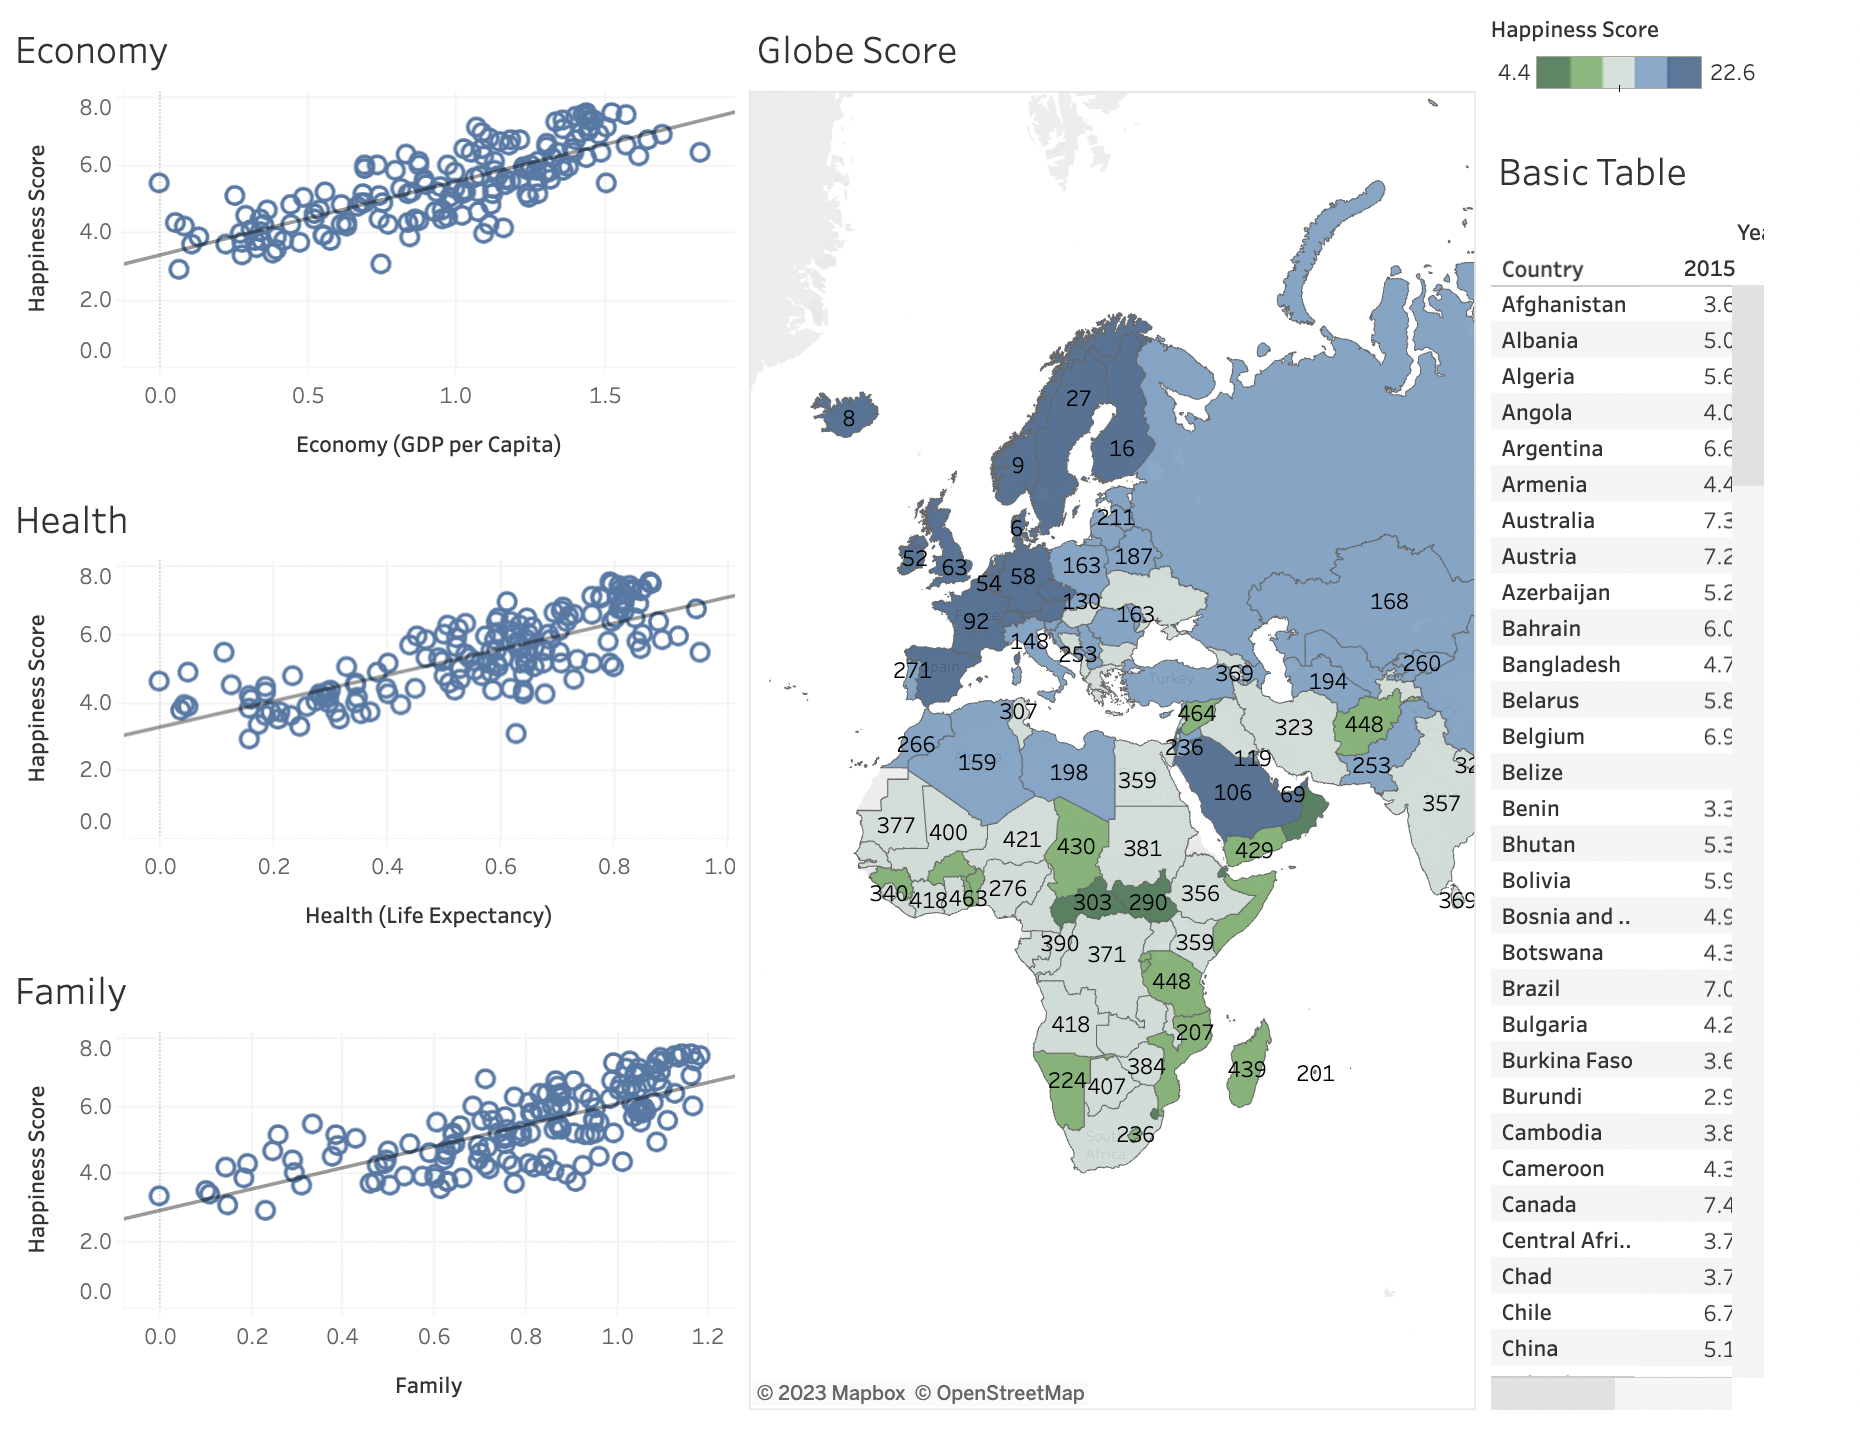 Economy
8.0
6.0
4.0
2.0
0.0
Happiness Score
0.0 0.5 1.0 1.5
Economy (GDP per Capita)
Health
8.0
6.0
4.0
2.0
0.0
Happiness Score
0.0 0.2 0.4 0.6 0.8 1.0
Health (Life Expectancy)
Family
8.0
6.0
4.0
2.0
0.0
Happiness Score
0.0 0.2 0.4 0.6 0.8 1.0 1.2
Family
Globe Score
8
27
16
9
6
211
52
63
54
58
163
187
130
163
92
148
253
168
271
Turkey
369
194
260
307
464
323
448
266
159
198
359
236
119
106
69
253
32
357
377
400
421
430
381
429
340
418
463
276
303
290
356
369
390
371
359
448
418
207
224
407
384
439
201
236
South
Africa
© 2023 Mapbox © OpenStreetMap
Happiness Score
4.4 22.6
Basic Table
Country 2015
Afghanistan 3.6
Albania 5.0
Algeria 5.6
Angola 4.0
Argentina 6.6
Armenia 4.4
Australia 7.3
Austria 7.2
Azerbaijan 5.2
Bahrain 6.0
Bangladesh 4.7
Belarus 5.8
Belgium 6.9
Belize
Benin 3.3
Bhutan 5.3
Bolivia 5.9
Bosnia and .. 4.9
Botswana 4.3
Brazil 7.0
Bulgaria 4.2
Burkina Faso 3.6
Burundi 2.9
Cambodia 3.8
Cameroon 4.3
Canada 7.4
Central Afri.. 3.7
Chad 3.7
Chile 6.7
China 5.1